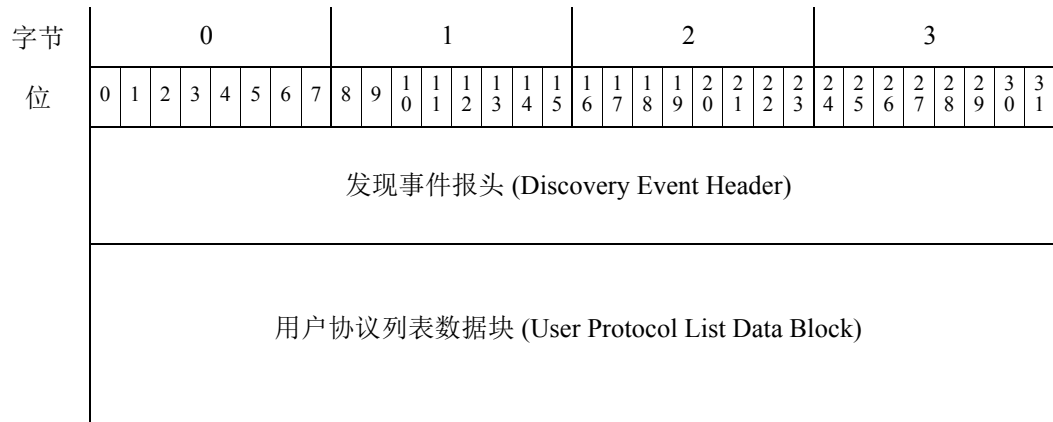 字节 0 1 2 3
位 0 1 2 3 4 5 6 7 8 9 10 11 12 13 14 15 16 17 18 19 20 21 22 23 24 25 26 27 28 29 30 31
发现事件报头 (Discovery Event Header)
用户协议列表数据块 (User Protocol List Data Block)